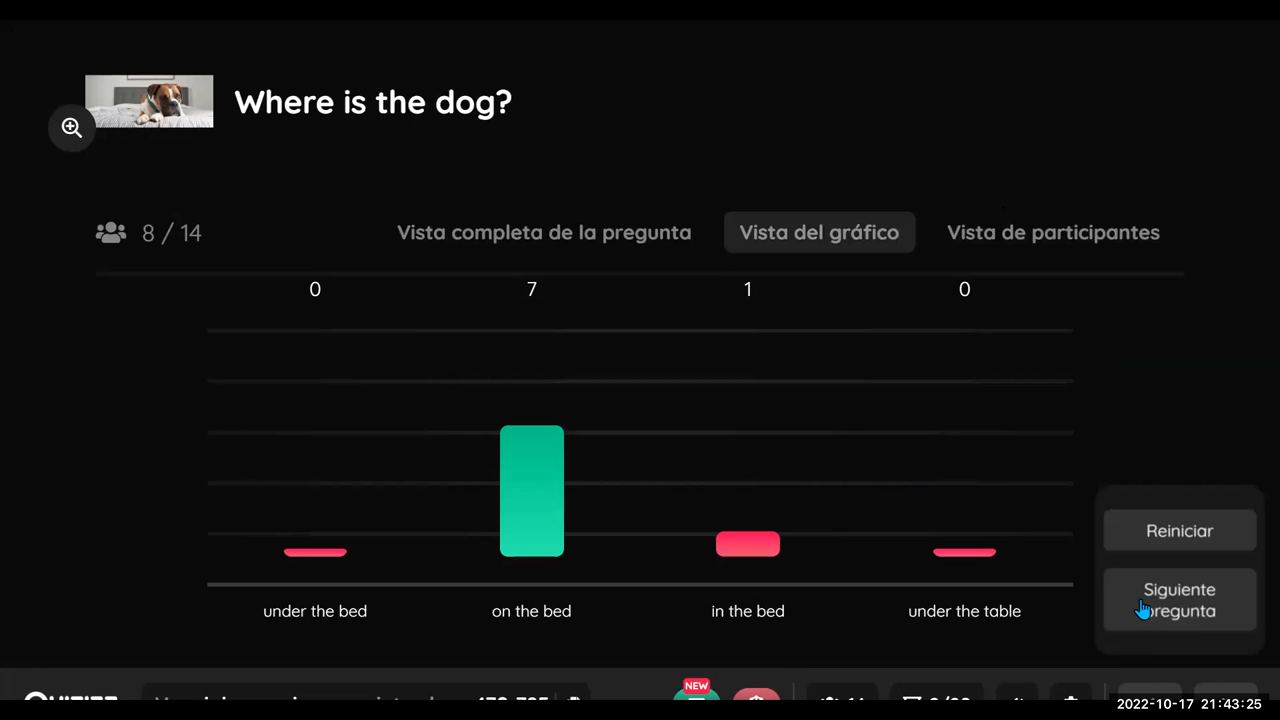 Where is the dog?
8 / 14
Vista completa de la pregunta
Vista del gráfico
Vista de participantes
0
7
1
0
under the bed
on the bed
in the bed
under the table
Reiniciar
Siguiente
pregunta
NEW
2022-10-17 21:43:25